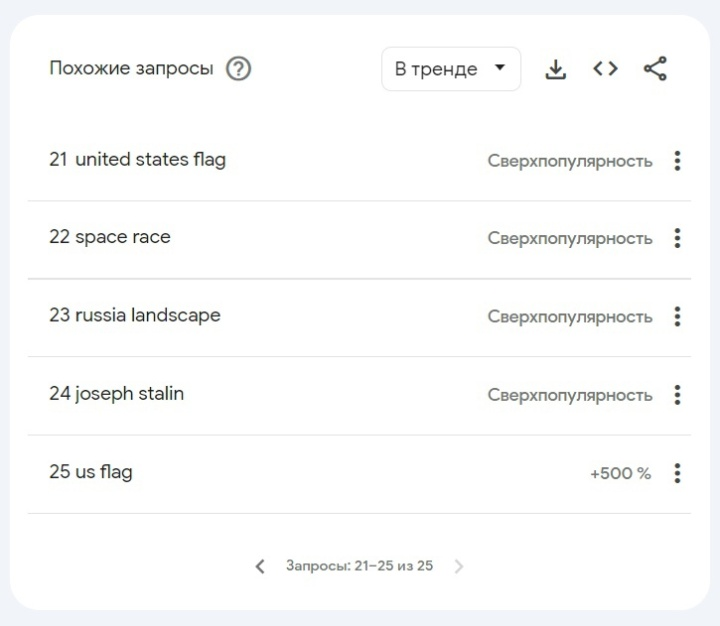 Похожие запросы ?
В тренде
21 united states flag Сверхпопулярность
22 space race Сверхпопулярность
23 russia landscape Сверхпопулярность
24 joseph stalin Сверхпопулярность
25 us flag +500 %
Запросы: 21–25 из 25